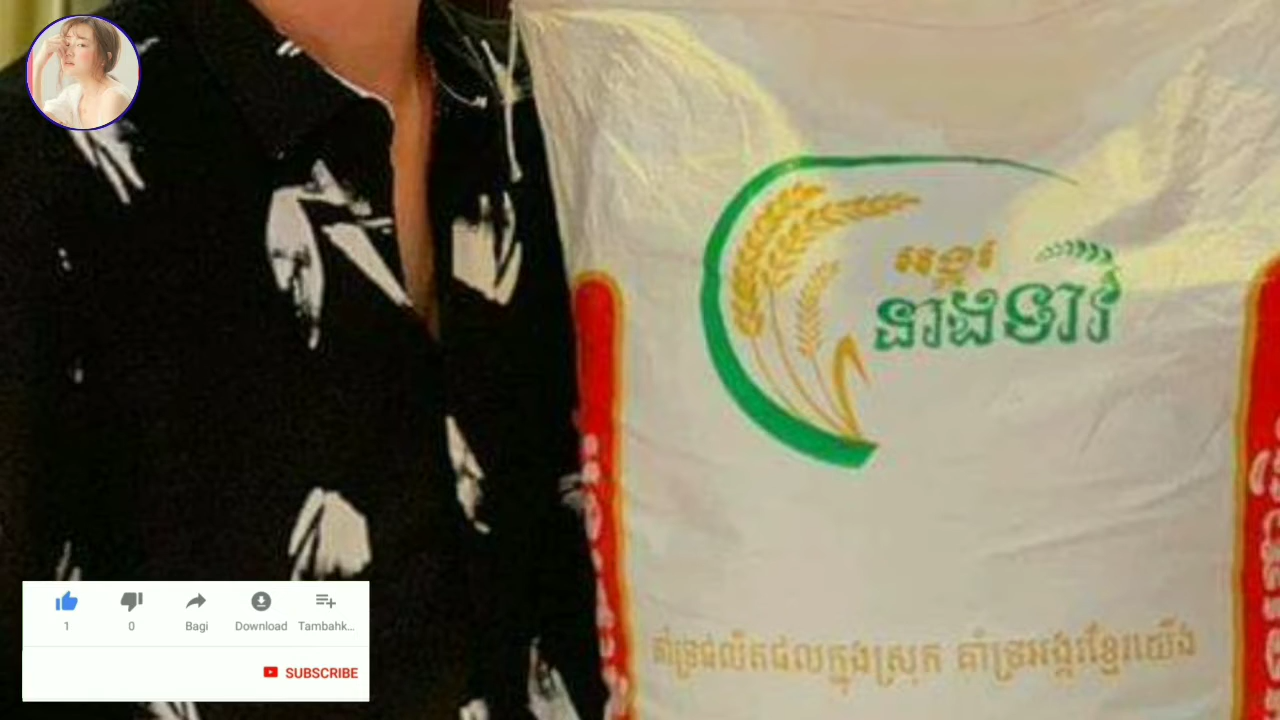 អង្ករ
នាងទាវ
គាំទ្រផលិតផលក្នុងស្រុក គាំទ្រអង្ករខ្មែរយើង
1
0
Bagi
Download
Tambahk...
SUBSCRIBE